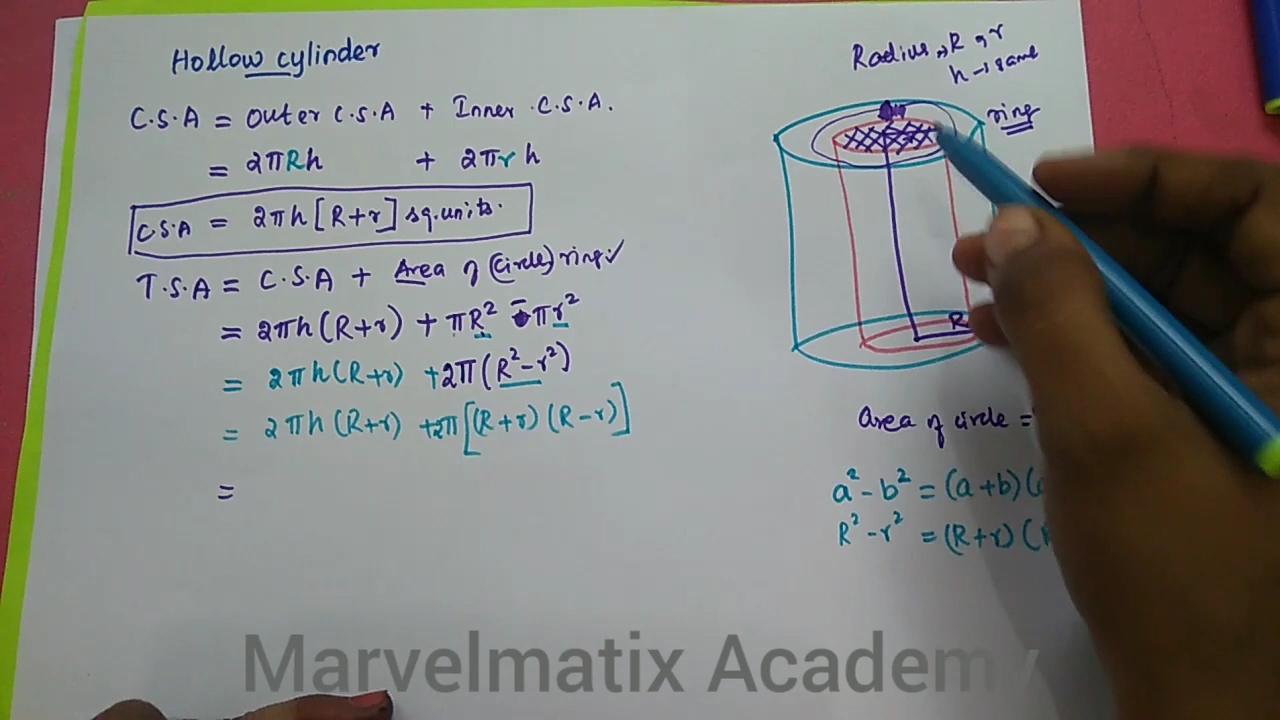 Hollow cylinder
C.S.A = Outer C.S.A + Inner C.S.A.
= 2πRh + 2πrh
C.S.A = 2πh[R+r] sq.units.
T.S.A = C.S.A + Area of (circle) ring ✓
= 2πh(R+r) + πR² - πr²
= 2πh(R+r) + 2π(R²-r²)
= 2πh(R+r) + 2π[(R+r)(R-r)]
=
Radius → R, r
h → same
ring
R
Area of circle =
a² - b² = (a+b)(
R² - r² = (R+r)(
Marvelmatix Academy